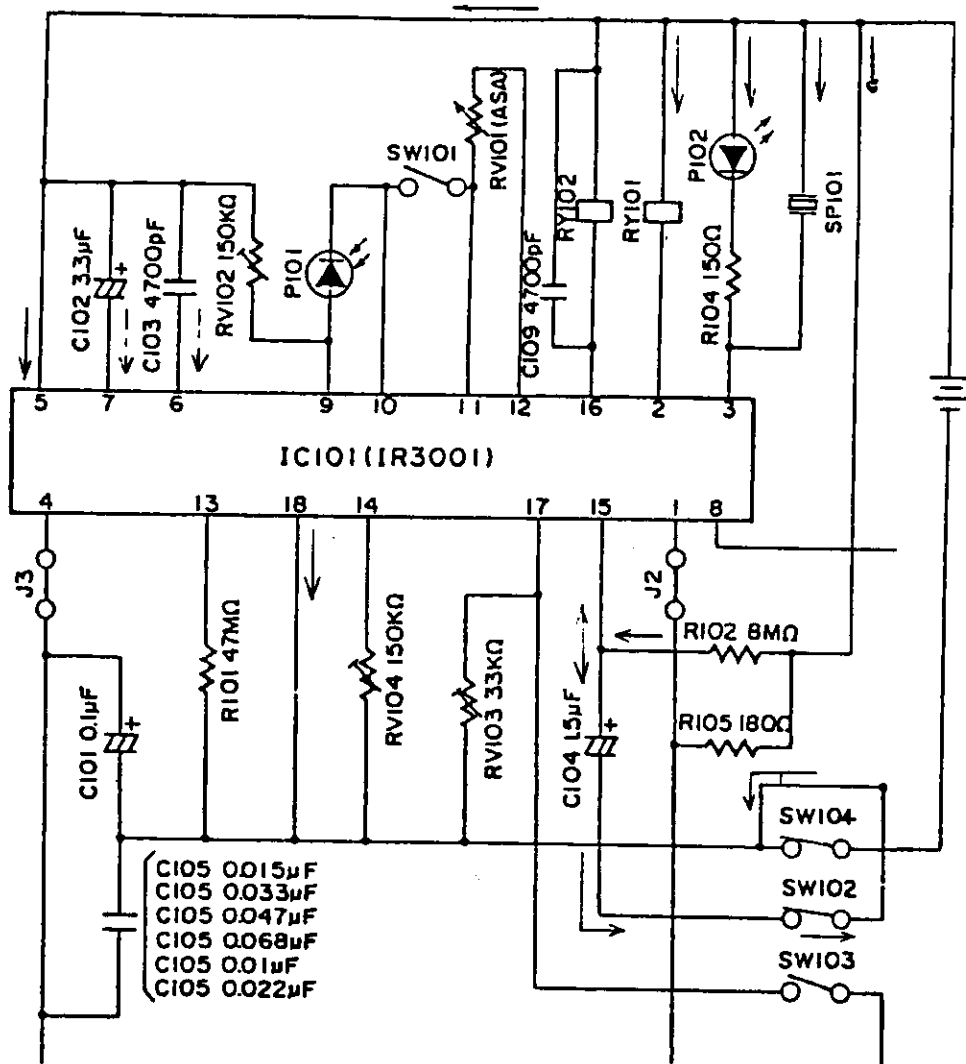 RV101(ASA)
SW101
RY102
RY101
P102
SP101
C102 3.3µF
C103 4700pF
RV102 150KΩ
P101
C109 4700pF
R104 150Ω
5
7
6
9
10
11
12
16
2
3
IC101(IR3001)
4
13
18
14
17
15
1
8
J3
J2
R101 47MΩ
RV104 150KΩ
RV103 33KΩ
R102 8MΩ
R105 180Ω
C101 0.1µF
C104 1.5µF
SW104
SW102
SW103
C105 0.015µF
C105 0.033µF
C105 0.047µF
C105 0.068µF
C105 0.01µF
C105 0.022µF